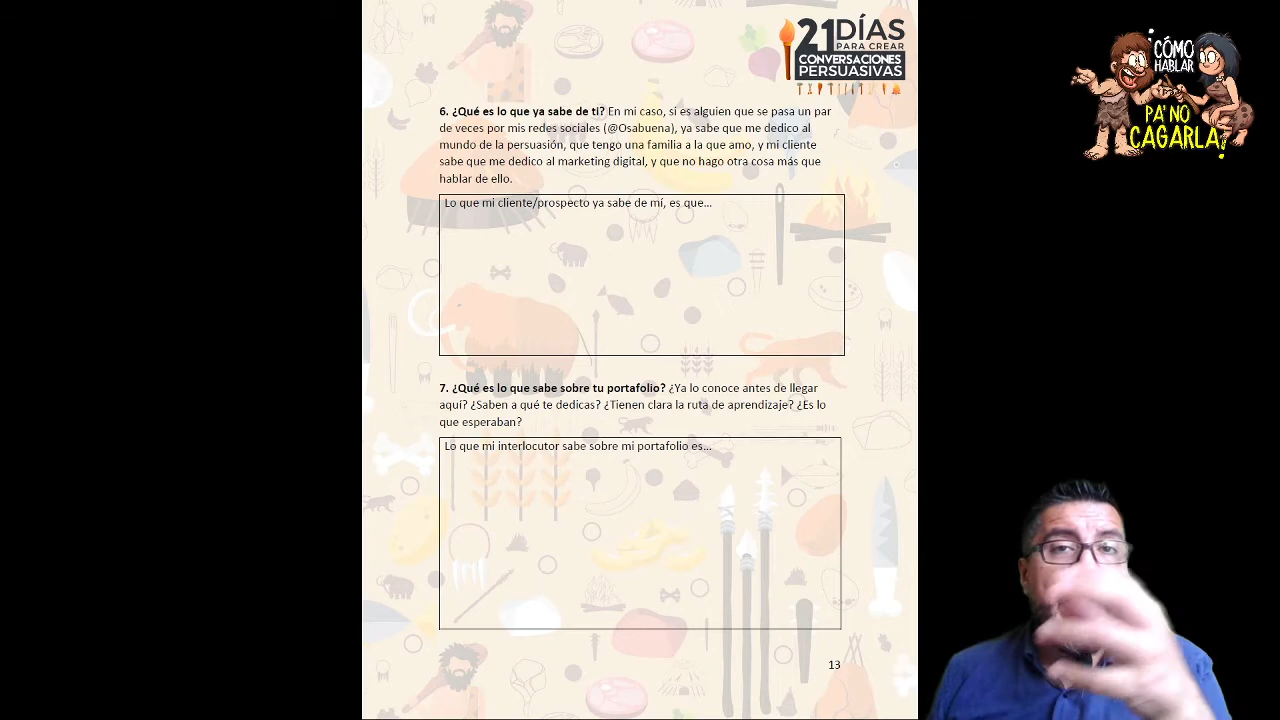 21 DÍAS
PARA CREAR
CONVERSACIONES
PERSUASIVAS
¡CÓMO
HABLAR
PA' NO
CAGARLA!
6. ¿Qué es lo que ya sabe de ti? En mi caso, si es alguien que se pasa un par
de veces por mis redes sociales (@Osabuena), ya sabe que me dedico al
mundo de la persuasión, que tengo una familia a la que amo, y mi cliente
sabe que me dedico al marketing digital, y que no hago otra cosa más que
hablar de ello.
Lo que mi cliente/prospecto ya sabe de mí, es que...
7. ¿Qué es lo que sabe sobre tu portafolio? ¿Ya lo conoce antes de llegar
aquí? ¿Saben a qué te dedicas? ¿Tienen clara la ruta de aprendizaje? ¿Es lo
que esperaban?
Lo que mi interlocutor sabe sobre mi portafolio es...
13